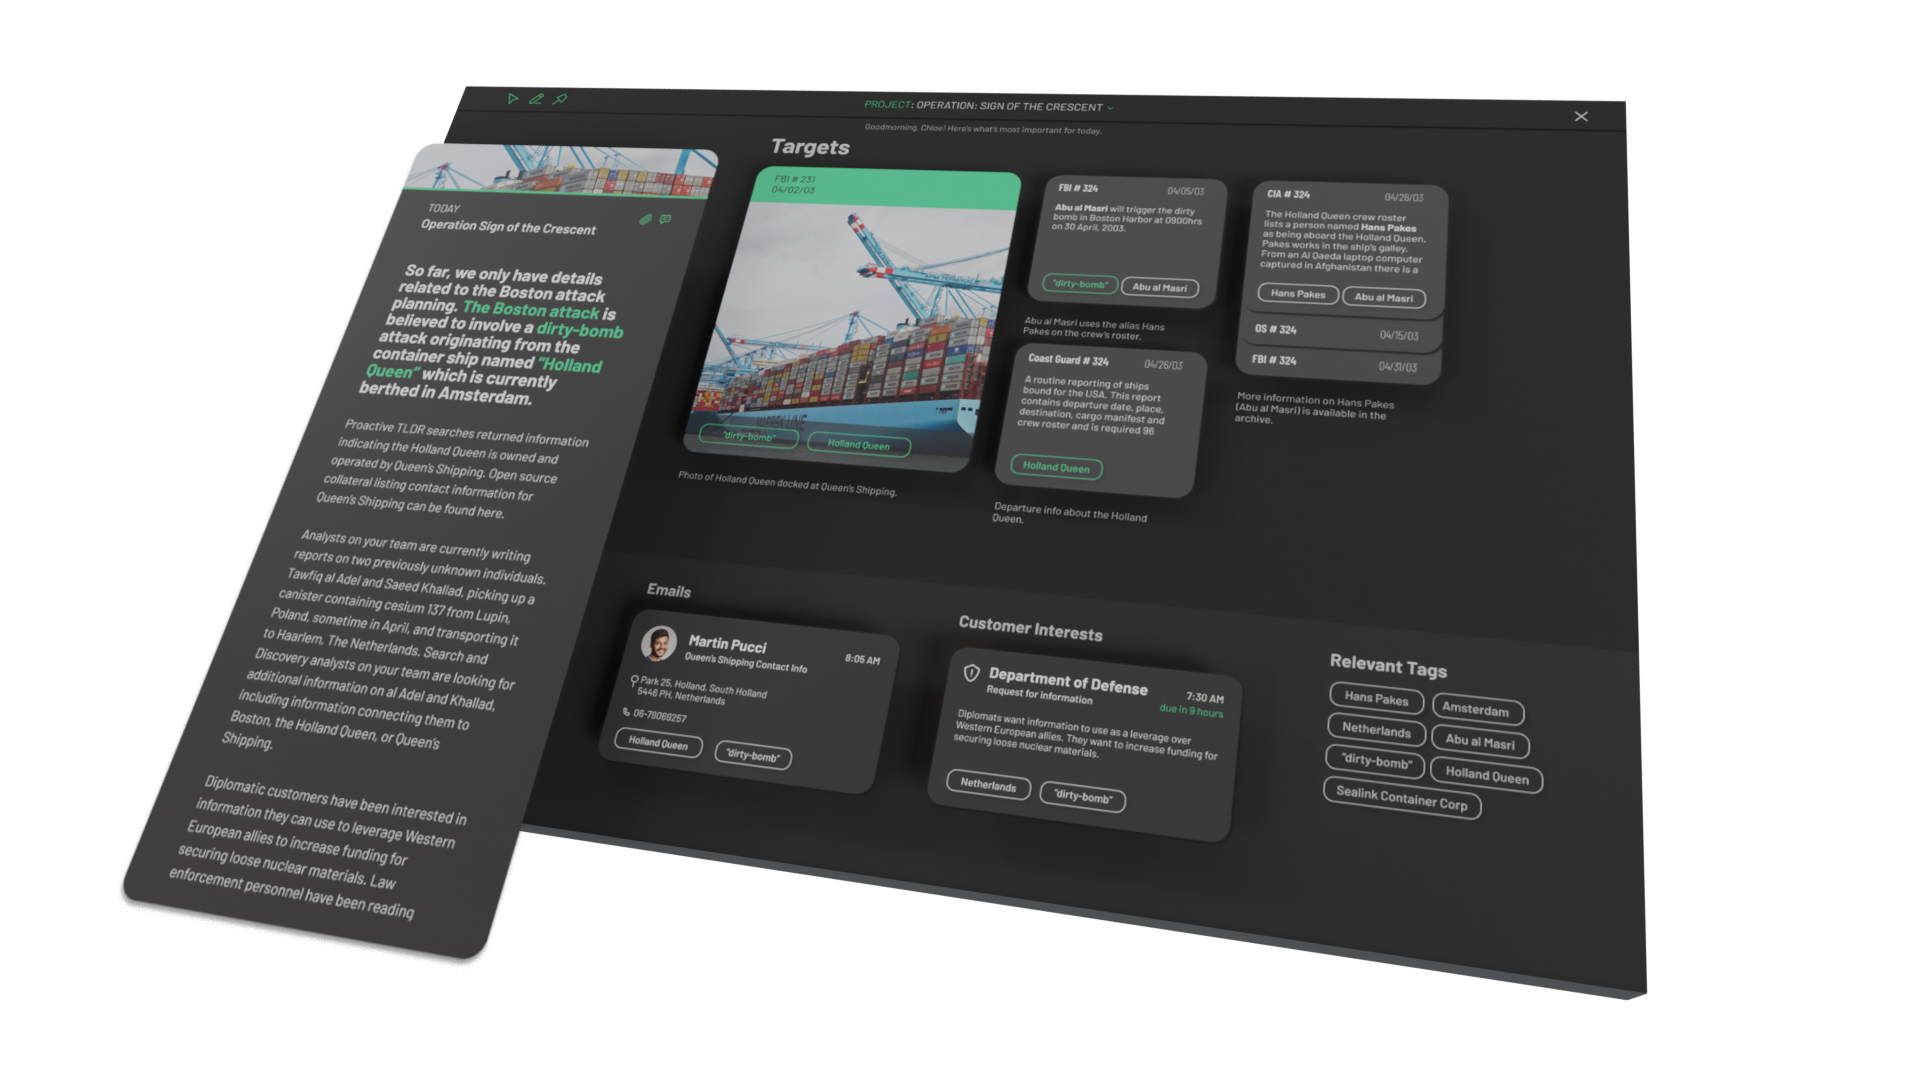 PROJECT: OPERATION: SIGN OF THE CRESCENT
Goodmorning, Chloe! Here's what's most important for today.
TODAY
Operation Sign of the Crescent
So far, we only have details
related to the Boston attack
planning. The Boston attack is
believed to involve a dirty-bomb
attack originating from the
container ship named "Holland
Queen" which is currently
berthed in Amsterdam.
Proactive TLDR searches returned information
indicating the Holland Queen is owned and
operated by Queen's Shipping. Open source
collateral listing contact information for
Queen's Shipping can be found here.
Analysts on your team are currently writing
reports on two previously unknown individuals.
Tawfiq al Adel and Saeed Khallad, picking up a
canister containing cesium 137 from Lupin,
Poland, sometime in April, and transporting it
to Haarlem, The Netherlands. Search and
Discovery analysts on your team are looking for
additional information on al Adel and Khallad,
including information connecting them to
Boston, the Holland Queen, or Queen's
Shipping.
Diplomatic customers have been interested in
information they can use to leverage Western
European allies to increase funding for
securing loose nuclear materials. Law
enforcement personnel have been reading
Targets
FBI # 231
04/02/03
MAERSK LINE
"dirty-bomb"
Holland Queen
Photo of Holland Queen docked at Queen's Shipping.
FBI # 324
04/05/03
Abu al Masri will trigger the dirty
bomb in Boston Harbor at 0900hrs
on 30 April, 2003.
"dirty-bomb"
Abu al Masri
Abu al Masri uses the alias Hans
Pakes on the crew's roster.
Coast Guard # 324
04/26/03
A routine reporting of ships
bound for the USA. This report
contains departure date, place,
destination, cargo manifest and
crew roster and is required 96
Holland Queen
Departure info about the Holland
Queen.
CIA # 324
04/26/03
The Holland Queen crew roster
lists a person named Hans Pakes
as being aboard the Holland Queen.
Pakes works in the ship's galley.
From an Al Qaeda laptop computer
captured in Afghanistan there is a
Hans Pakes
Abu al Masri
OS # 324
04/15/03
FBI # 324
04/31/03
More information on Hans Pakes
(Abu al Masri) is available in the
archive.
Emails
Martin Pucci
8:05 AM
Queen's Shipping Contact Info
Park 25, Holland, South Holland
5446 PH, Netherlands
06-79069257
Holland Queen
"dirty-bomb"
Customer Interests
Department of Defense
7:30 AM
Request for information
due in 9 hours
Diplomats want information to use as a leverage over
Western European allies. They want to increase funding for
securing loose nuclear materials.
Netherlands
"dirty-bomb"
Relevant Tags
Hans Pakes
Amsterdam
Netherlands
Abu al Masri
"dirty-bomb"
Holland Queen
Sealink Container Corp